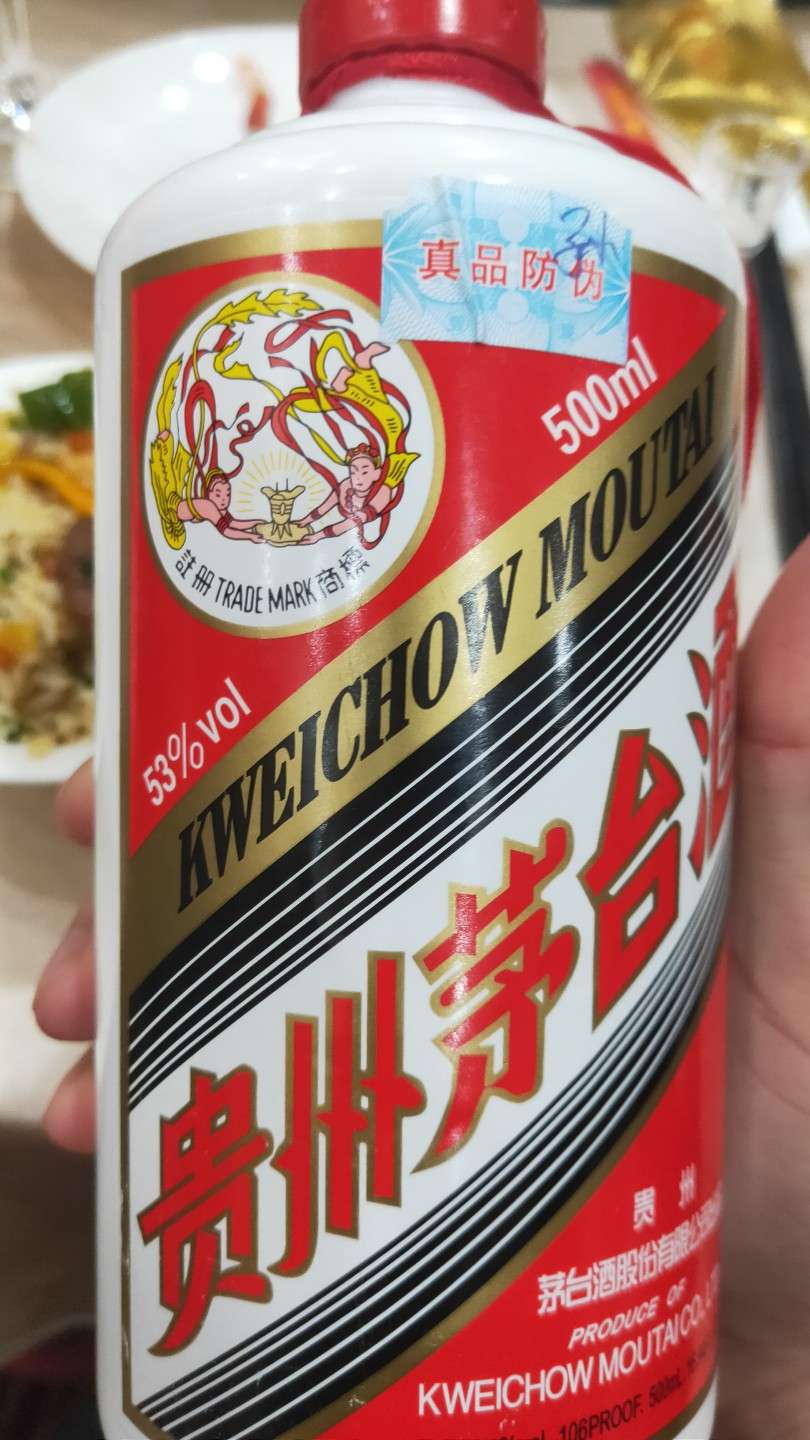 真品防伪
500ml
註冊 TRADE MARK 商標
53%vol
KWEICHOW MOUTAI
贵州茅台酒
贵州
茅台酒股份有限公司
PRODUCE OF
KWEICHOW MOUTAI CO.,
106PROOF. 500mL